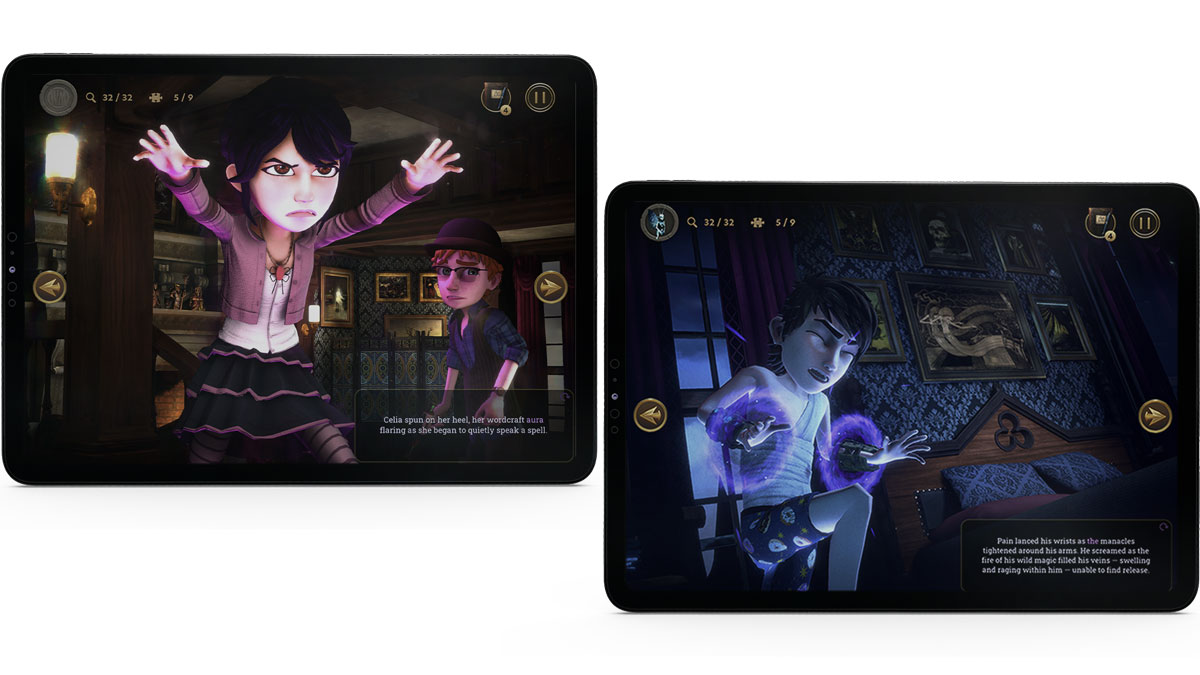 32/32
5/9
4
Celia spun on her heel, her wordcraft aura
flaring as she began to quietly speak a spell.
32/32
5/9
4
Pain lanced his wrists as the manacles
tightened around his arms. He screamed as the
fire of his wild magic filled his veins — swelling
and raging within him — unable to find release.